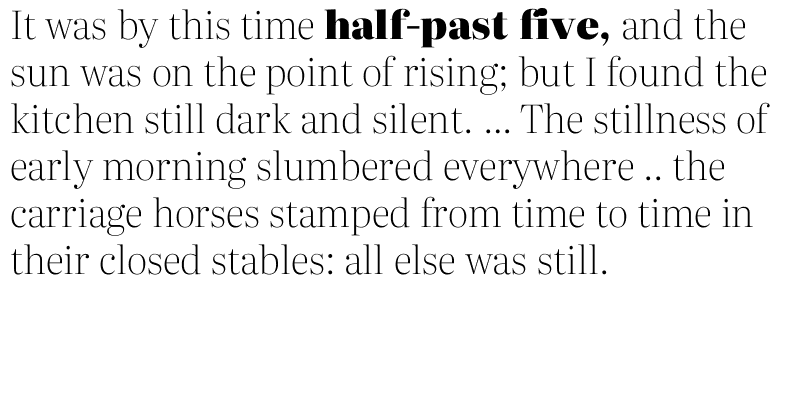 It was by this time half-past five, and the
sun was on the point of rising; but I found the
kitchen still dark and silent. ... The stillness of
early morning slumbered everywhere .. the
carriage horses stamped from time to time in
their closed stables: all else was still.